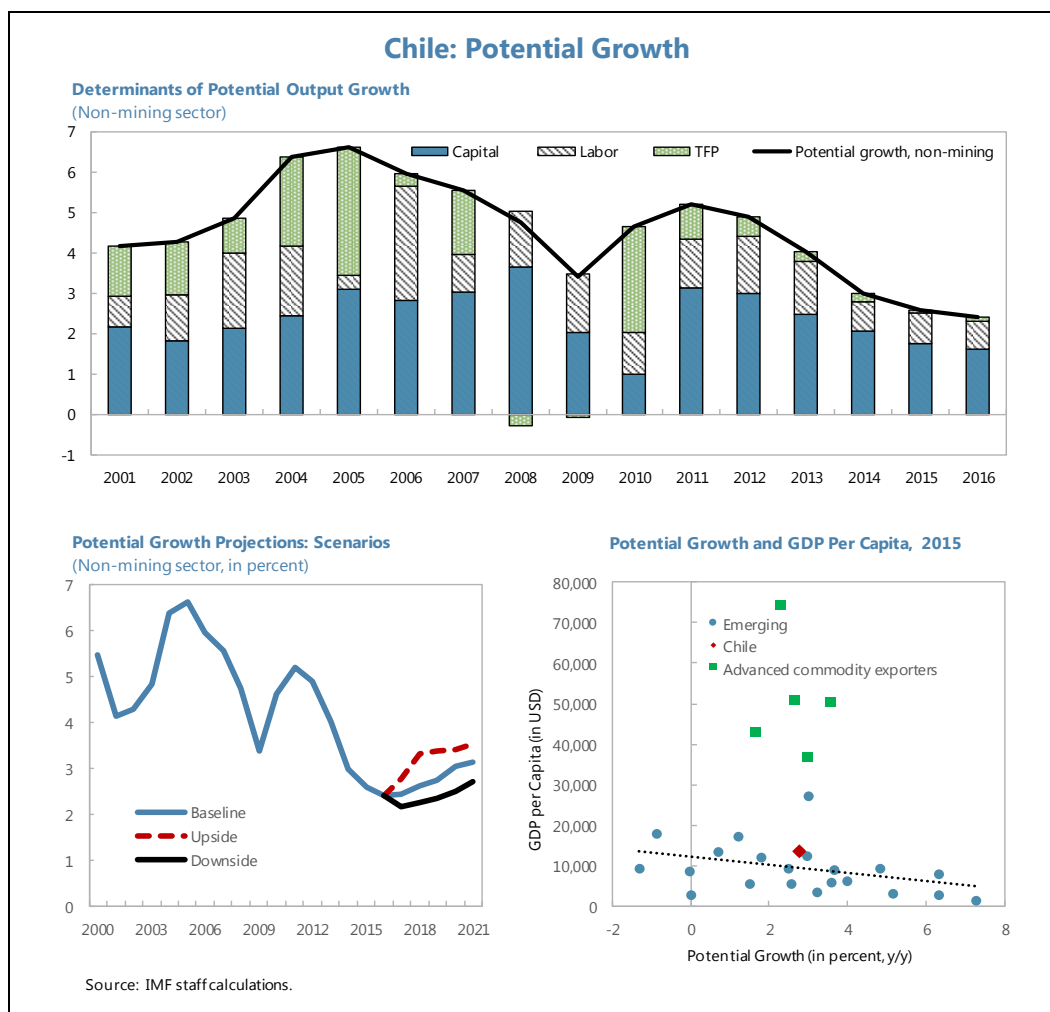 Chile: Potential Growth
Determinants of Potential Output Growth
(Non-mining sector)
7
6
5
4
3
2
1
0
-1
Capital
Labor
TFP
Potential growth, non-mining
2001 2002 2003 2004 2005 2006 2007 2008 2009 2010 2011 2012 2013 2014 2015 2016
Potential Growth Projections: Scenarios
(Non-mining sector, in percent)
7
6
5
4
3
2
1
0
Baseline
Upside
Downside
2000 2003 2006 2009 2012 2015 2018 2021
Potential Growth and GDP Per Capita, 2015
GDP per Capita (in USD)
80,000
70,000
60,000
50,000
40,000
30,000
20,000
10,000
0
Emerging
Chile
Advanced commodity exporters
-2 0 2 4 6 8
Potential Growth (in percent, y/y)
Source: IMF staff calculations.